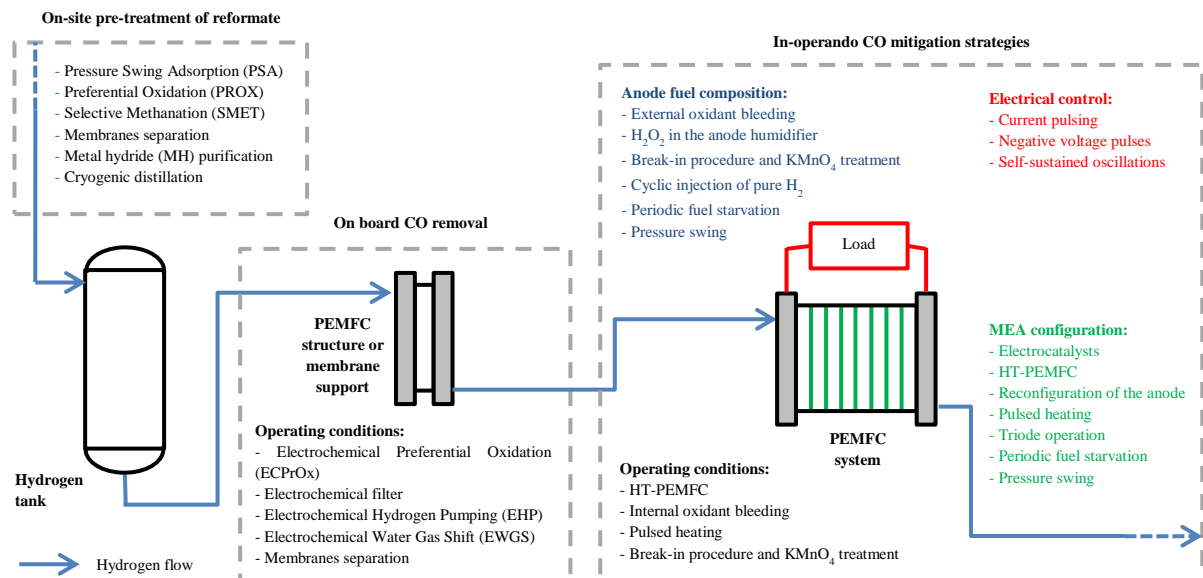 On-site pre-treatment of reformate
- Pressure Swing Adsorption (PSA)
- Preferential Oxidation (PROX)
- Selective Methanation (SMET)
- Membranes separation
- Metal hydride (MH) purification
- Cryogenic distillation
Hydrogen
tank
Hydrogen flow
On board CO removal
PEMFC
structure or
membrane
support
Operating conditions:
- Electrochemical Preferential Oxidation
(ECPrOx)
- Electrochemical filter
- Electrochemical Hydrogen Pumping (EHP)
- Electrochemical Water Gas Shift (EWGS)
- Membranes separation
In-operando CO mitigation strategies
Anode fuel composition:
- External oxidant bleeding
- H₂O₂ in the anode humidifier
- Break-in procedure and KMnO₄ treatment
- Cyclic injection of pure H₂
- Periodic fuel starvation
- Pressure swing
Electrical control:
- Current pulsing
- Negative voltage pulses
- Self-sustained oscillations
Load
PEMFC
system
MEA configuration:
- Electrocatalysts
- HT-PEMFC
- Reconfiguration of the anode
- Pulsed heating
- Triode operation
- Periodic fuel starvation
- Pressure swing
Operating conditions:
- HT-PEMFC
- Internal oxidant bleeding
- Pulsed heating
- Break-in procedure and KMnO₄ treatment